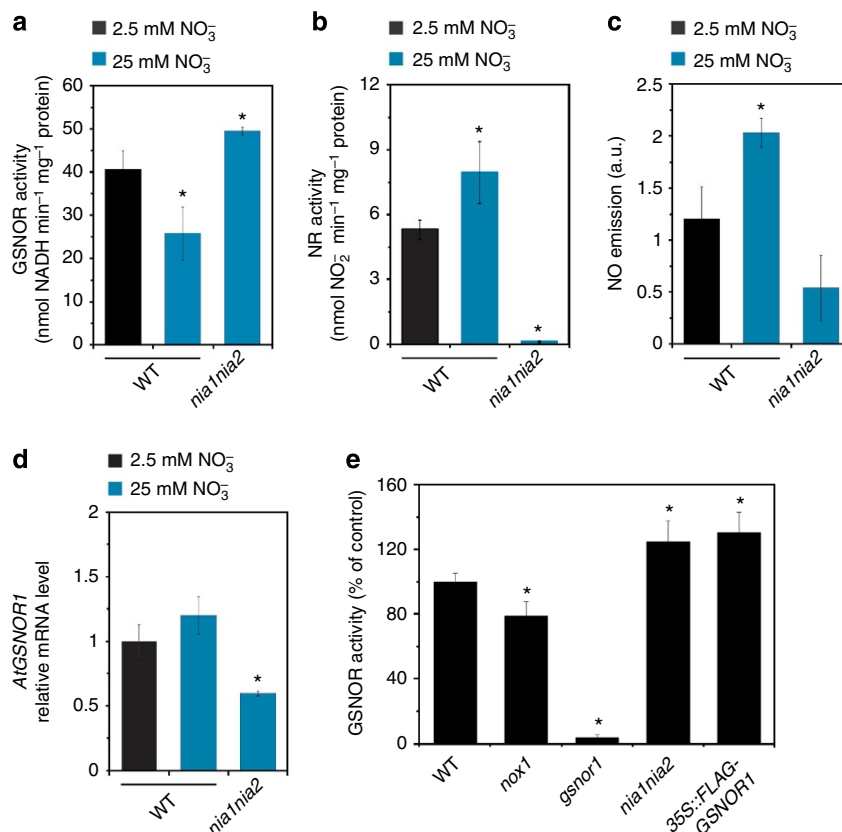 a
2.5 mM NO₃⁻
25 mM NO₃⁻
GSNOR activity
(nmol NADH min⁻¹ mg⁻¹ protein)
60
50
40
30
20
10
0
*
*
WT
nia1nia2
b
2.5 mM NO₃⁻
25 mM NO₃⁻
NR activity
(nmol NO₂⁻ min⁻¹ mg⁻¹ protein)
12
9
6
3
0
*
*
WT
nia1nia2
c
2.5 mM NO₃⁻
25 mM NO₃⁻
NO emission (a.u.)
2.5
2
1.5
1
0.5
0
*
WT
nia1nia2
d
2.5 mM NO₃⁻
25 mM NO₃⁻
AtGSNOR1
relative mRNA level
2
1.5
1
0.5
0
*
WT
nia1nia2
e
GSNOR activity (% of control)
160
120
80
40
0
*
*
*
*
WT
nox1
gsnor1
nia1nia2
35S::FLAG-
GSNOR1